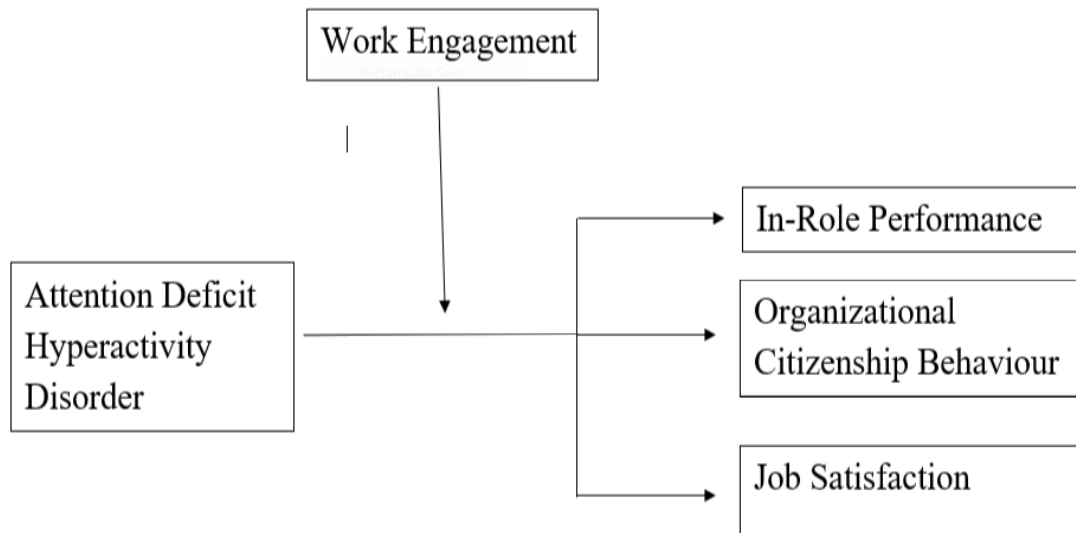 Work Engagement
In-Role Performance
Attention Deficit
Hyperactivity
Disorder
Organizational
Citizenship Behaviour
Job Satisfaction